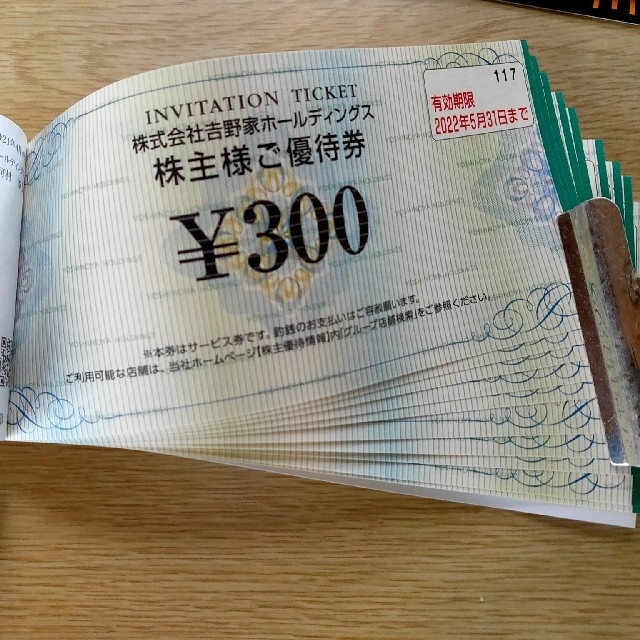 117
有効期限
2022年5月31日まで
INVITATION TICKET
株式会社吉野家ホールディングス
株主様ご優待券
¥300
※本券はサービス券です。釣銭のお支払いはご容赦願います。
ご利用可能な店舗は、当社ホームページ【株主優待情報】内「グループ店舗検索」をご参照ください。